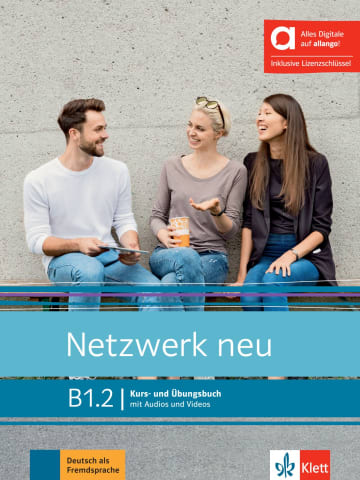 Alles Digitale
auf allango!
Inklusive Lizenzschlüssel
Netzwerk neu
B1.2
Kurs- und Übungsbuch
mit Audios und Videos
Deutsch als
Fremdsprache
Klett